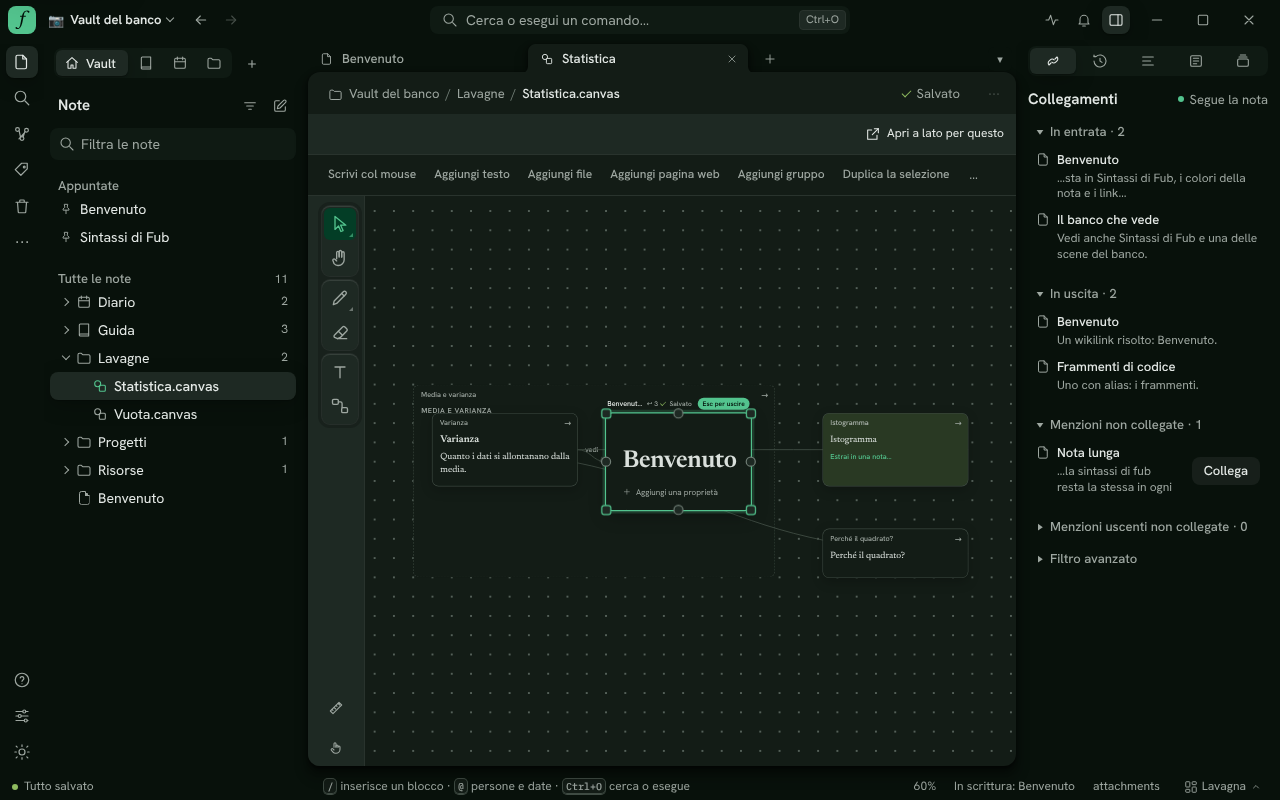 Vault del banco
Cerca o esegui un comando...
Ctrl+O
Vault
Note
Filtra le note
Appuntate
Benvenuto
Sintassi di Fub
Tutte le note 11
Diario 2
Guida 3
Lavagne 2
Statistica.canvas
Vuota.canvas
Progetti 1
Risorse 1
Benvenuto
Tutto salvato
Benvenuto
Statistica
Vault del banco / Lavagne / Statistica.canvas
Salvato
Apri a lato per questo
Scrivi col mouse
Aggiungi testo
Aggiungi file
Aggiungi pagina web
Aggiungi gruppo
Duplica la selezione
...
Media e varianza
MEDIA E VARIANZA
Varianza
Varianza
Quanto i dati si allontanano dalla
media.
vedi
Benvenut... 3 Salvato
Esc per uscire
Benvenuto
+ Aggiungi una proprietà
Istogramma
Istogramma
Estrai in una nota...
Perché il quadrato?
Perché il quadrato?
Collegamenti
Segue la nota
In entrata · 2
Benvenuto
...sta in Sintassi di Fub, i colori della
nota e i link...
Il banco che vede
Vedi anche Sintassi di Fub e una delle
scene del banco.
In uscita · 2
Benvenuto
Un wikilink risolto: Benvenuto.
Frammenti di codice
Uno con alias: i frammenti.
Menzioni non collegate · 1
Nota lunga
...la sintassi di fub
resta la stessa in ogni
Collega
Menzioni uscenti non collegate · 0
Filtro avanzato
/ inserisce un blocco · @ persone e date · Ctrl+O cerca o esegue
60%
In scrittura: Benvenuto
attachments
Lavagna